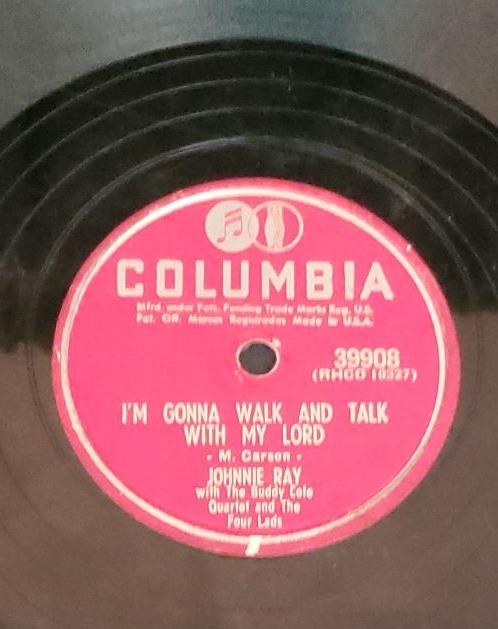 COLUMBIA
Mfrd. under Pats. Pending Trade Marks Reg. U.S.
Pat. Off. Marcas Registradas Made in U.S.A.
39908
(RHCO 10327)
I'M GONNA WALK AND TALK
WITH MY LORD
- M. Carson -
JOHNNIE RAY
with The Buddy Cole
Quartet and The
Four Lads